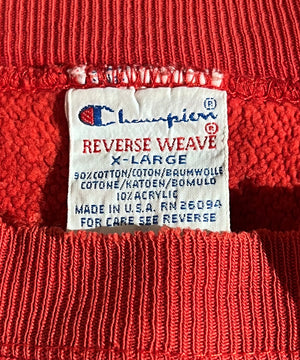 Champion®
REVERSE WEAVE®
X-LARGE
90% COTTON/COTON/BAUMWOLLE
COTONE/KATOEN/BOMULD
10% ACRYLIC
MADE IN U.S.A. RN 26094
FOR CARE SEE REVERSE